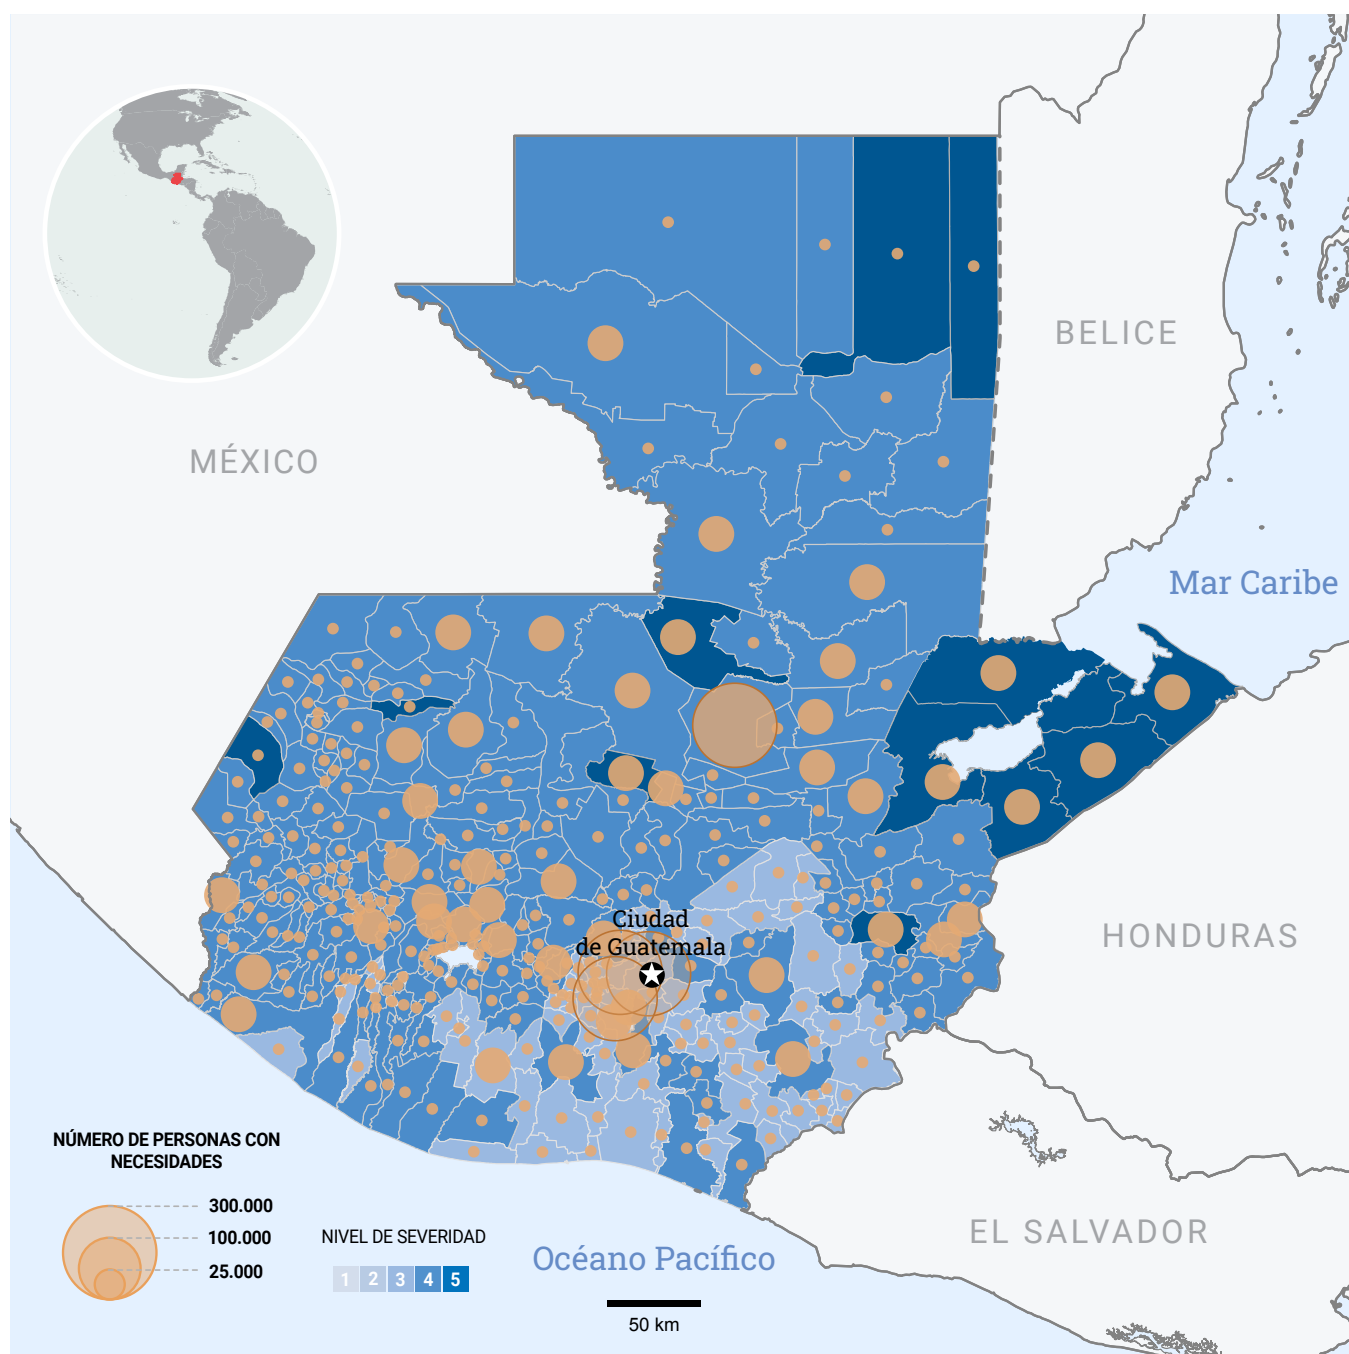 BELICE
MÉXICO
Mar Caribe
Ciudad
de Guatemala
HONDURAS
NÚMERO DE PERSONAS CON
NECESIDADES
300.000
100.000
25.000
NIVEL DE SEVERIDAD
1 2 3 4 5
Océano Pacífico
EL SALVADOR
50 km